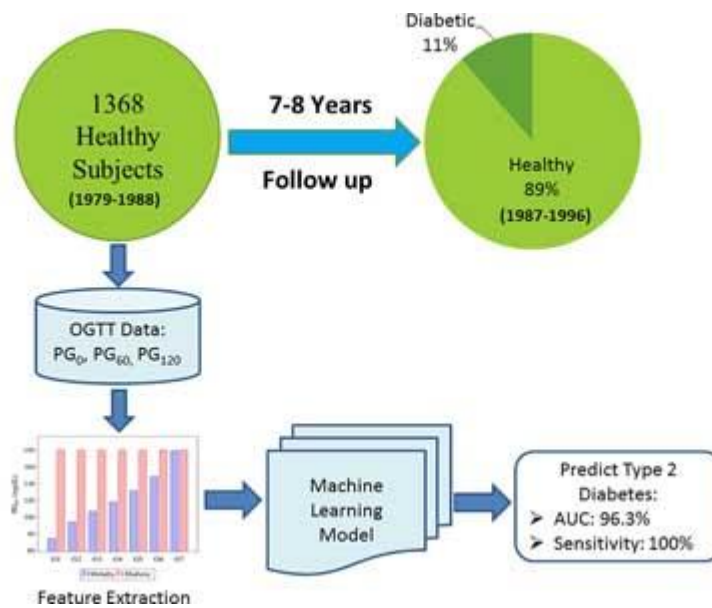 1368
Healthy
Subjects
(1979-1988)
7-8 Years
Follow up
Diabetic
11%
Healthy
89%
(1987-1996)
OGTT Data:
PG₀, PG₆₀, PG₁₂₀
Feature Extraction
Machine
Learning
Model
Predict Type 2
Diabetes:
➢ AUC: 96.3%
➢ Sensitivity: 100%